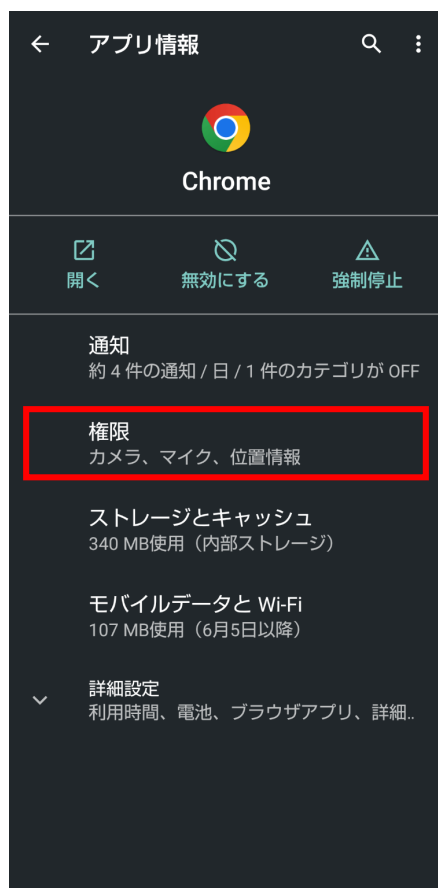 アプリ情報
Chrome
開く
無効にする
強制停止
通知
約 4 件の通知 / 日 / 1 件のカテゴリが OFF
権限
カメラ、マイク、位置情報
ストレージとキャッシュ
340 MB使用（内部ストレージ）
モバイルデータと Wi-Fi
107 MB使用（6月5日以降）
詳細設定
利用時間、電池、ブラウザアプリ、詳細..